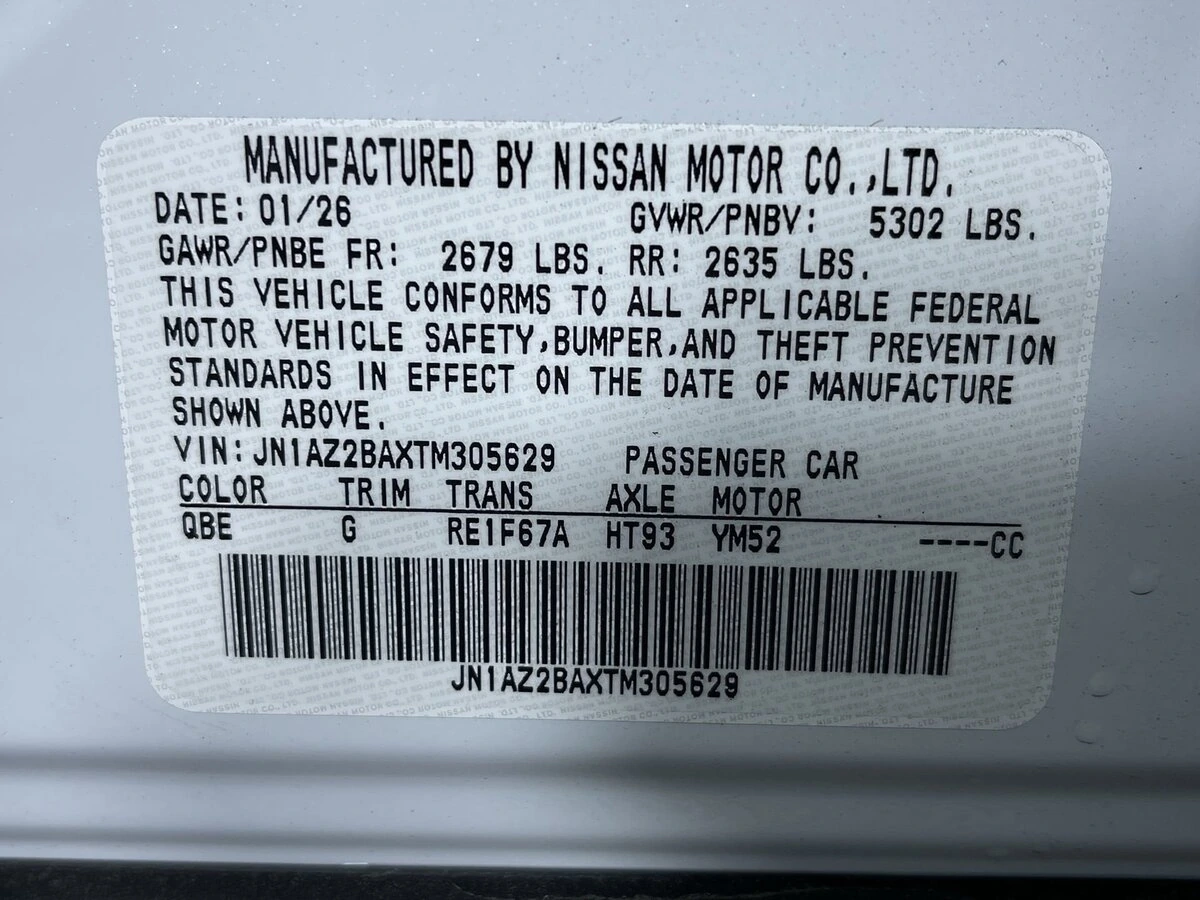 MANUFACTURED BY NISSAN MOTOR CO.,LTD.
DATE: 01/26 GVWR/PNBV: 5302 LBS.
GAWR/PNBE FR: 2679 LBS. RR: 2635 LBS.
THIS VEHICLE CONFORMS TO ALL APPLICABLE FEDERAL
MOTOR VEHICLE SAFETY,BUMPER,AND THEFT PREVENTION
STANDARDS IN EFFECT ON THE DATE OF MANUFACTURE
SHOWN ABOVE.
VIN:JN1AZ2BAXTM305629 PASSENGER CAR
COLOR TRIM TRANS AXLE MOTOR
QBE G RE1F67A HT93 YM52 ----CC
JN1AZ2BAXTM305629